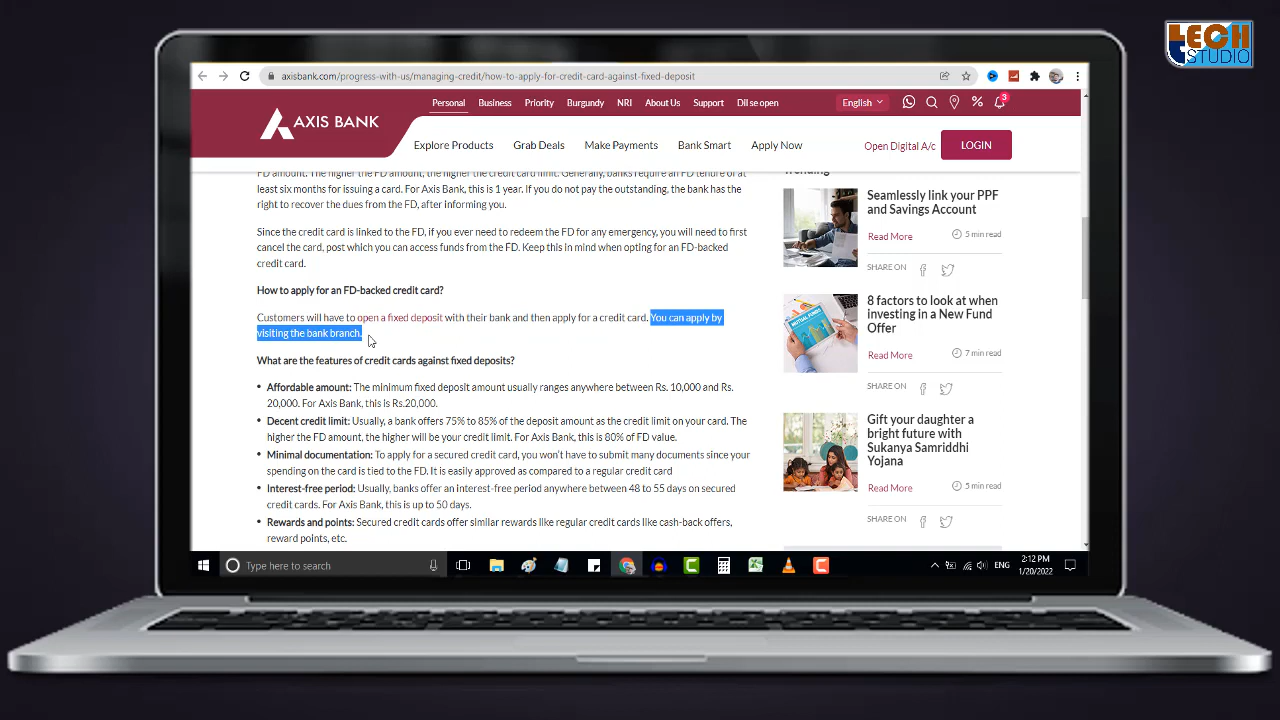 LECH
STUDIO
axisbank.com/progress-with-us/managing-credit/how-to-apply-for-credit-card-against-fixed-deposit
Personal Business Priority Burgundy NRI About Us Support Dil se open English 3
AXIS BANK
Explore Products Grab Deals Make Payments Bank Smart Apply Now Open Digital A/c LOGIN
FD amount. The higher the FD amount, the higher the credit card limit. Generally, banks require an FD tenure of at
least six months for issuing a card. For Axis Bank, this is 1 year. If you do not pay the outstanding, the bank has the
right to recover the dues from the FD, after informing you.
Since the credit card is linked to the FD, if you ever need to redeem the FD for any emergency, you will need to first
cancel the card, post which you can access funds from the FD. Keep this in mind when opting for an FD-backed
credit card.
How to apply for an FD-backed credit card?
Customers will have to open a fixed deposit with their bank and then apply for a credit card. You can apply by
visiting the bank branch.
What are the features of credit cards against fixed deposits?
• Affordable amount: The minimum fixed deposit amount usually ranges anywhere between Rs. 10,000 and Rs.
20,000. For Axis Bank, this is Rs.20,000.
• Decent credit limit: Usually, a bank offers 75% to 85% of the deposit amount as the credit limit on your card. The
higher the FD amount, the higher will be your credit limit. For Axis Bank, this is 80% of FD value.
• Minimal documentation: To apply for a secured credit card, you won't have to submit many documents since your
spending on the card is tied to the FD. It is easily approved as compared to a regular credit card
• Interest-free period: Usually, banks offer an interest-free period anywhere between 48 to 55 days on secured
credit cards. For Axis Bank, this is up to 50 days.
• Rewards and points: Secured credit cards offer similar rewards like regular credit cards like cash-back offers,
reward points, etc.
Trending
Seamlessly link your PPF
and Savings Account
Read More 5 min read
SHARE ON
8 factors to look at when
investing in a New Fund
Offer
MUTUAL FUNDS
Read More 7 min read
SHARE ON
Gift your daughter a
bright future with
Sukanya Samriddhi
Yojana
Read More 5 min read
SHARE ON
Type here to search
ENG
2:12 PM
1/20/2022